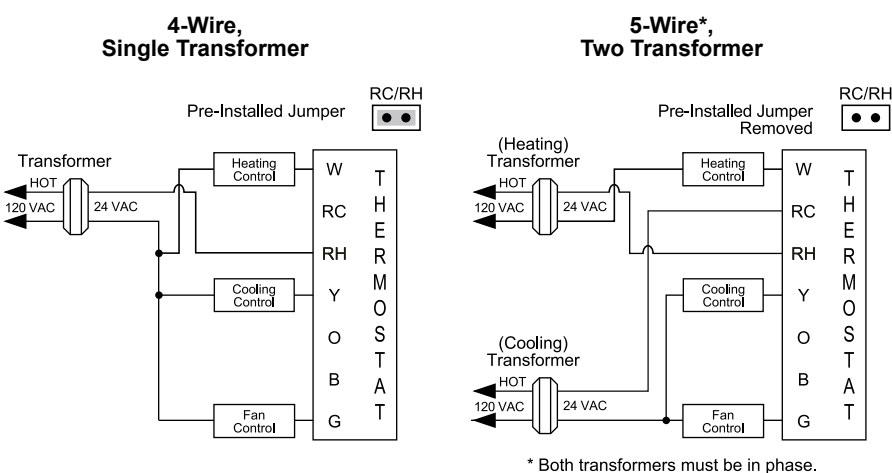 4-Wire,
Single Transformer
Pre-Installed Jumper
RC/RH
Transformer
HOT
120 VAC
24 VAC
Heating
Control
Cooling
Control
Fan
Control
W
RC
RH
Y
O
B
G
THERMOSTAT
5-Wire*,
Two Transformer
Pre-Installed Jumper
Removed
RC/RH
(Heating)
Transformer
HOT
120 VAC
24 VAC
(Cooling)
Transformer
HOT
120 VAC
24 VAC
Heating
Control
Cooling
Control
Fan
Control
W
RC
RH
Y
O
B
G
THERMOSTAT
* Both transformers must be in phase.